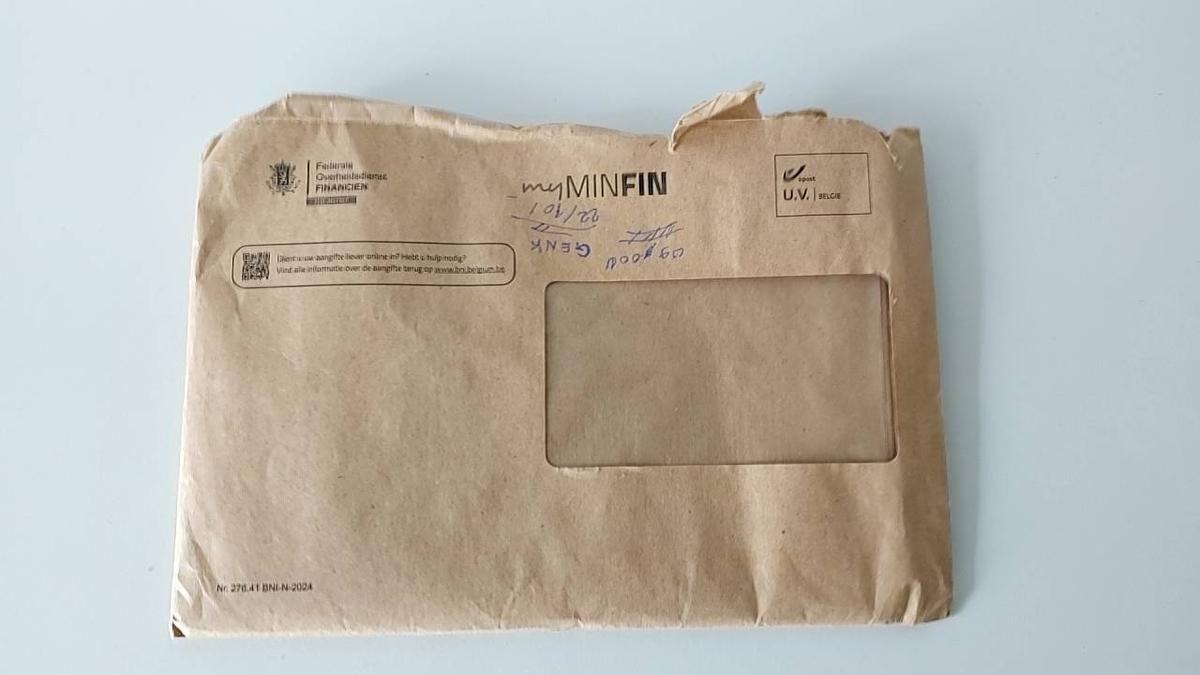 Federale
Overheidsdienst
FINANCIEN
myMINFIN
bpost
U.V. | BELGIE
22/10/
GENK
Dient u uw aangifte liever online in? Hebt u hulp nodig?
Vind alle informatie over de aangifte terug op www.bni.belgium.be
Nr. 276.41 BNI-N-2024